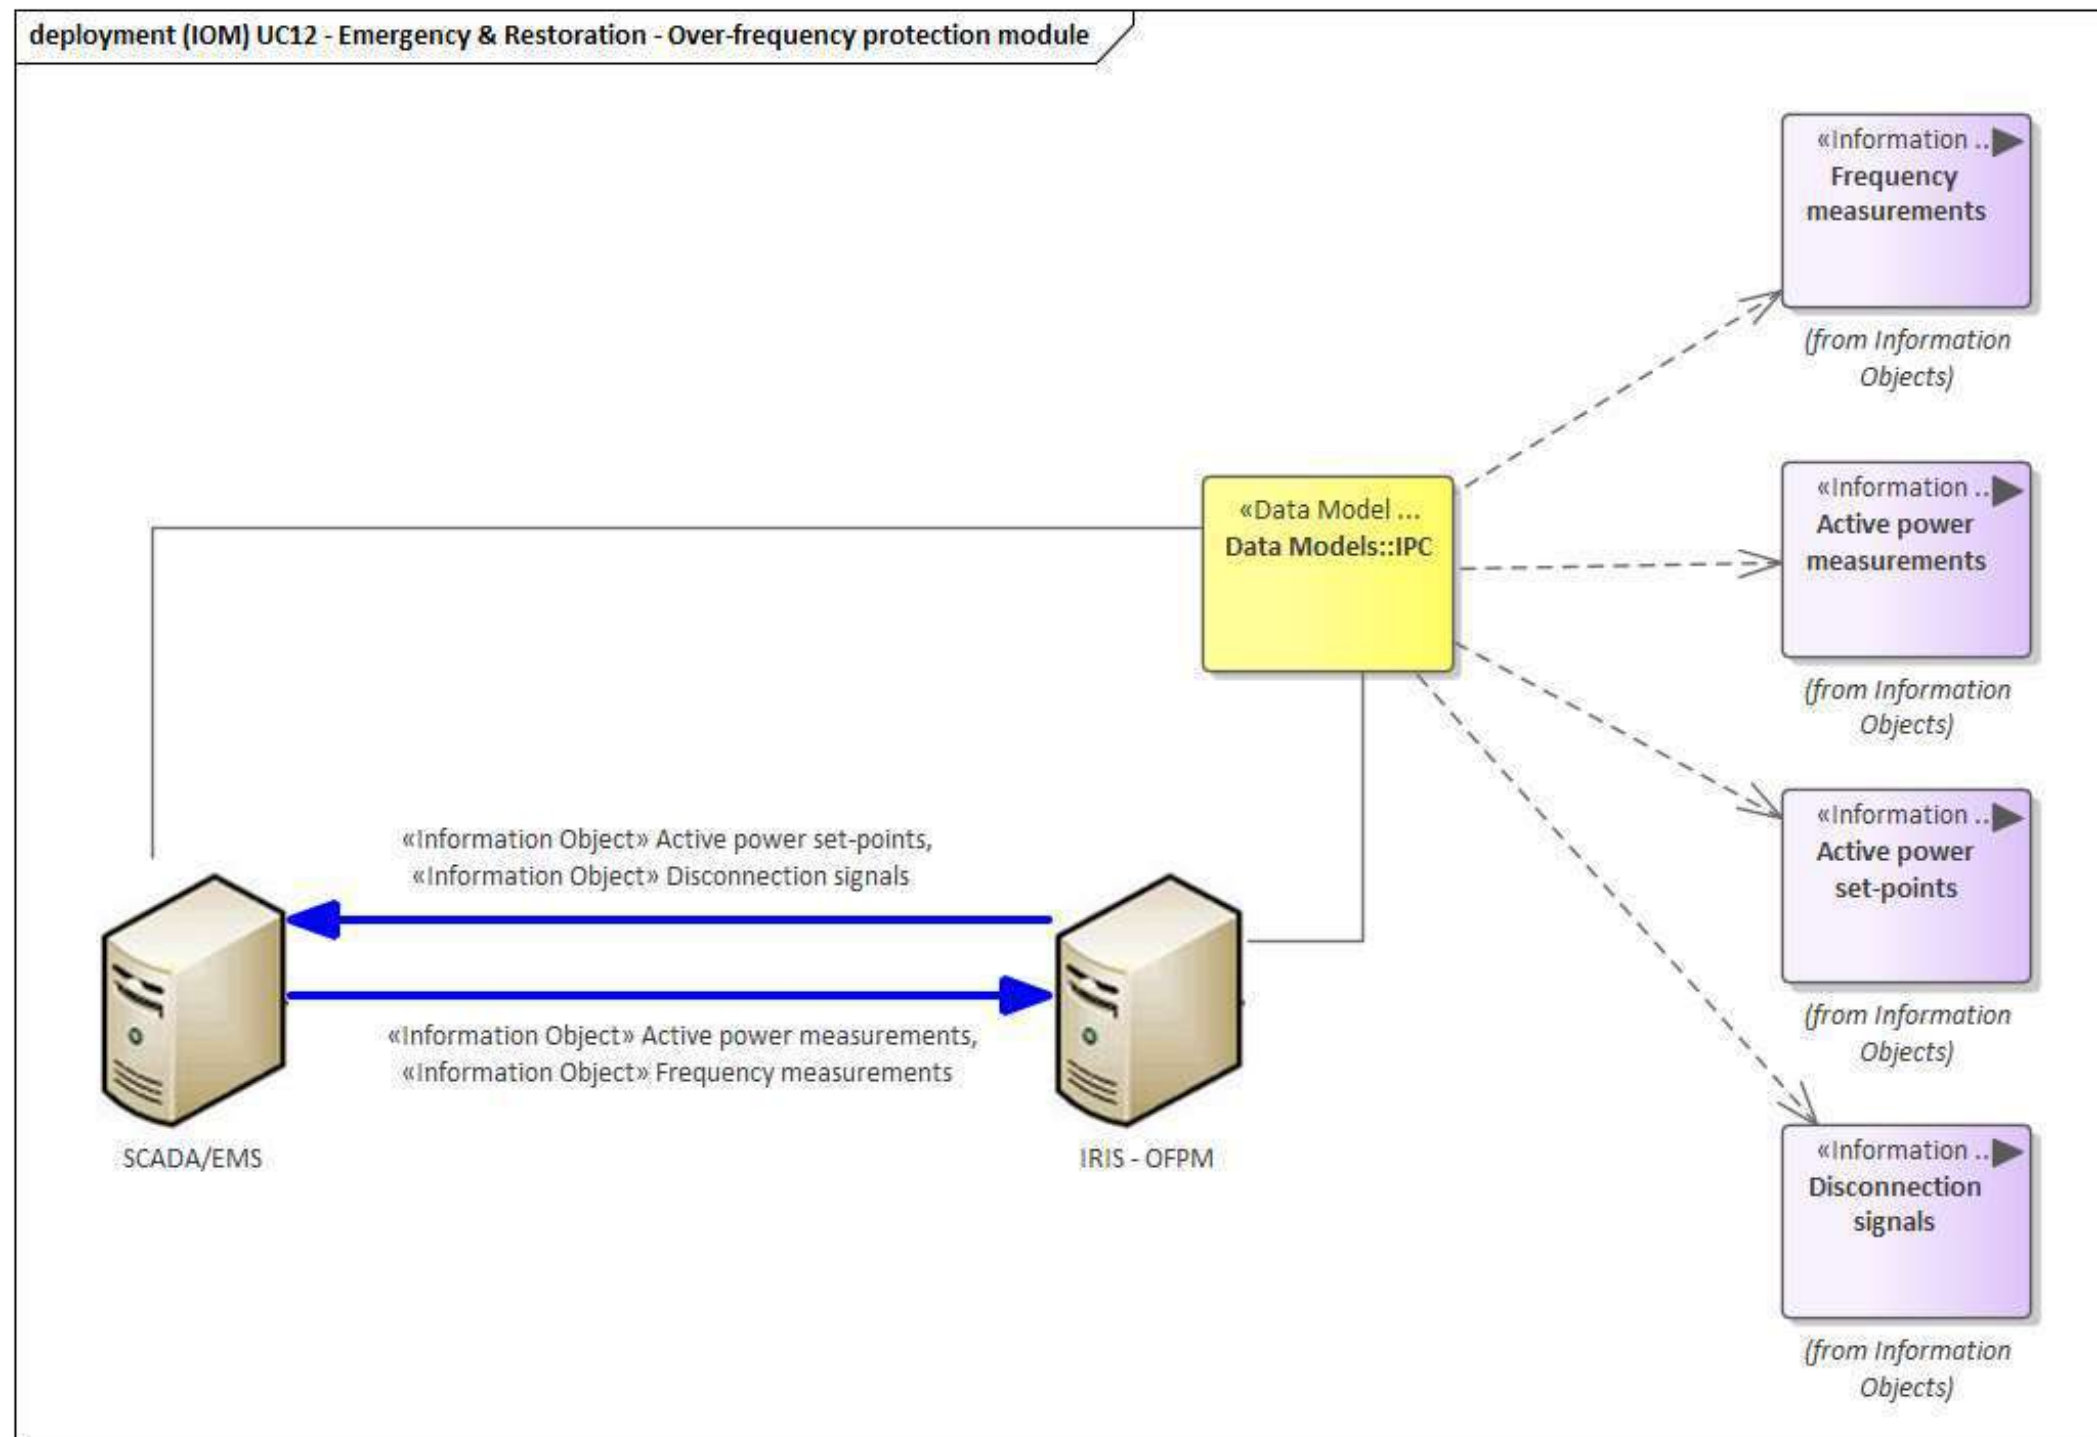 deployment (IOM) UC12 - Emergency & Restoration - Over-frequency protection module
«Information ..
Frequency
measurements
(from Information
Objects)
«Data Model ...
Data Models::IPC
«Information ..
Active power
measurements
(from Information
Objects)
«Information Object» Active power set-points,
«Information Object» Disconnection signals
«Information ..
Active power
set-points
(from Information
Objects)
«Information Object» Active power measurements,
«Information Object» Frequency measurements
SCADA/EMS
IRIS - OFPM
«Information ..
Disconnection
signals
(from Information
Objects)